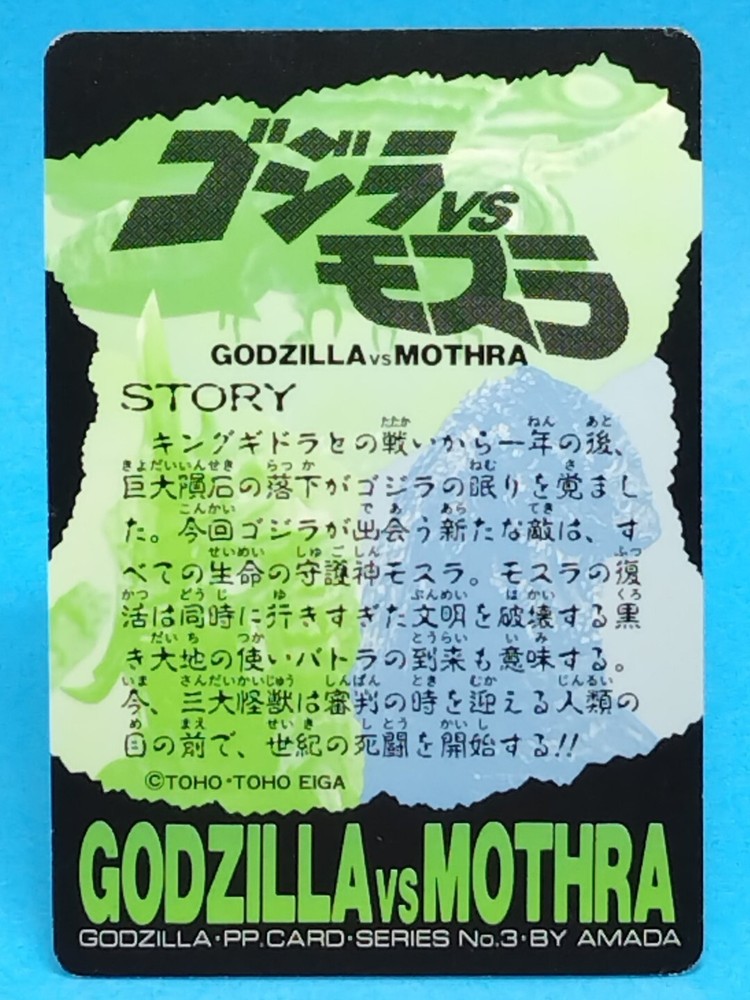 ゴジラvs
モスラ
GODZILLA vs MOTHRA
STORY
キングギドラとの戦いから一年の後、
巨大隕石の落下がゴジラの眠りを覚まし
た。今回ゴジラが出会う新たな敵は、す
べての生命の守護神モスラ。モスラの復
活は同時に行きすぎた文明を破壊する黒
き大地の使いバトラの到来も意味する。
今、三大怪獣は審判の時を迎える人類の
目の前で、世紀の死闘を開始する!!
©TOHO・TOHO EIGA
GODZILLA vs MOTHRA
GODZILLA・PP.CARD・SERIES No.3・BY AMADA